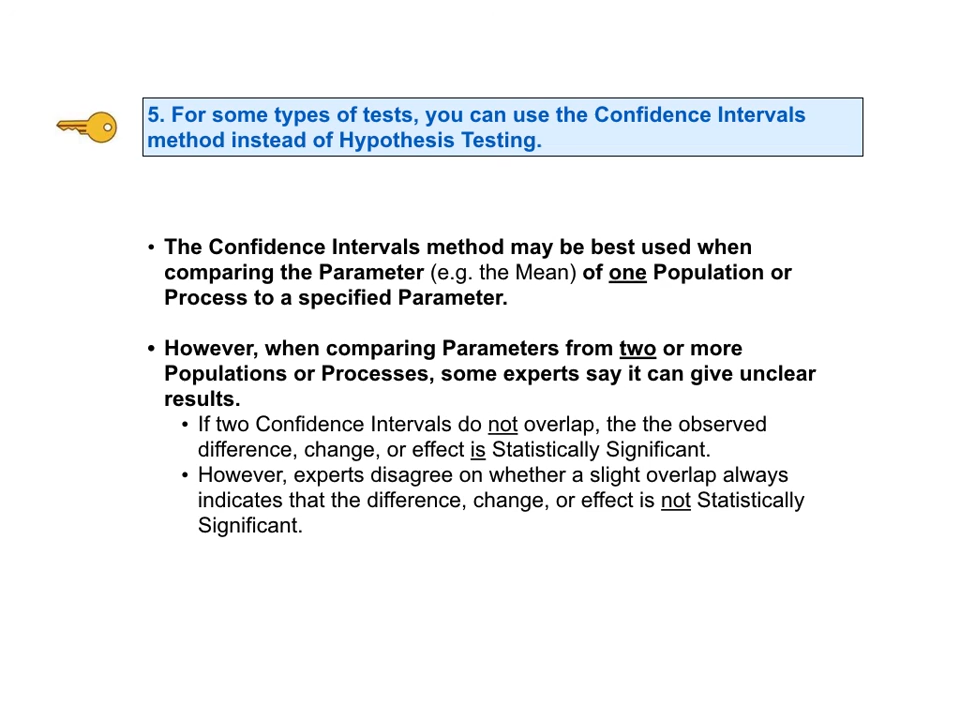 5. For some types of tests, you can use the Confidence Intervals
method instead of Hypothesis Testing.
• The Confidence Intervals method may be best used when
comparing the Parameter (e.g. the Mean) of one Population or
Process to a specified Parameter.
• However, when comparing Parameters from two or more
Populations or Processes, some experts say it can give unclear
results.
• If two Confidence Intervals do not overlap, the the observed
difference, change, or effect is Statistically Significant.
• However, experts disagree on whether a slight overlap always
indicates that the difference, change, or effect is not Statistically
Significant.